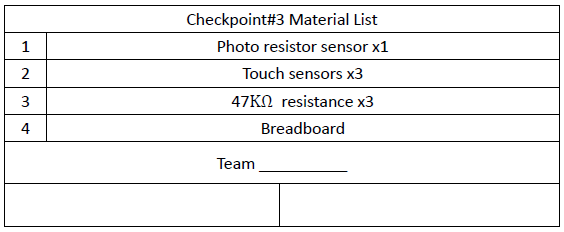 Checkpoint#3 Material List
1 Photo resistor sensor x1
2 Touch sensors x3
3 47KΩ resistance x3
4 Breadboard
Team ___________